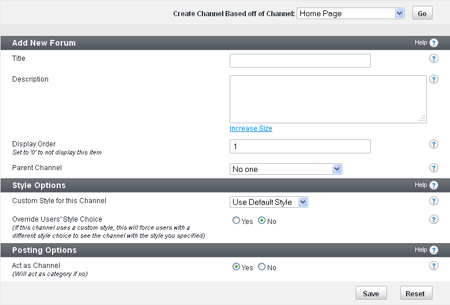 Create Channel Based off of Channel: Home Page Go
Add New Forum Help ?
Title ?
Description ?
Increase Size
Display Order 1 ?
Set to '0' to not display this item
Parent Channel No one ?
Style Options Help ?
Custom Style for this Channel Use Default Style ?
Override Users' Style Choice Yes No ?
(If this channel uses a custom style, this will force users with a
different style choice to see the channel with the style you specified)
Posting Options Help ?
Act as Channel Yes No ?
(Will act as category if no)
Save Reset